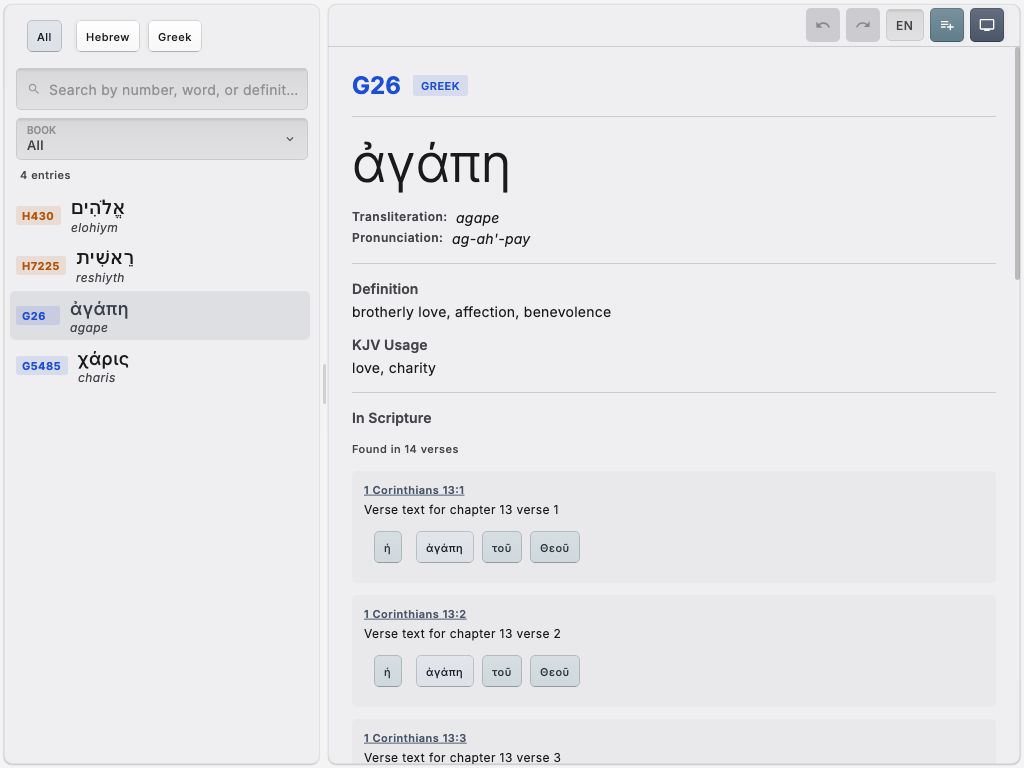 All Hebrew Greek
Search by number, word, or definit...
BOOK
All
4 entries
H430 אֱלֹהִים
elohiym
H7225 רֵאשִׁית
reshiyth
G26 ἀγάπη
agape
G5485 χάρις
charis
EN
G26 GREEK
ἀγάπη
Transliteration: agape
Pronunciation: ag-ah'-pay
Definition
brotherly love, affection, benevolence
KJV Usage
love, charity
In Scripture
Found in 14 verses
1 Corinthians 13:1
Verse text for chapter 13 verse 1
ἡ ἀγάπη τοῦ Θεοῦ
1 Corinthians 13:2
Verse text for chapter 13 verse 2
ἡ ἀγάπη τοῦ Θεοῦ
1 Corinthians 13:3
Verse text for chapter 13 verse 3